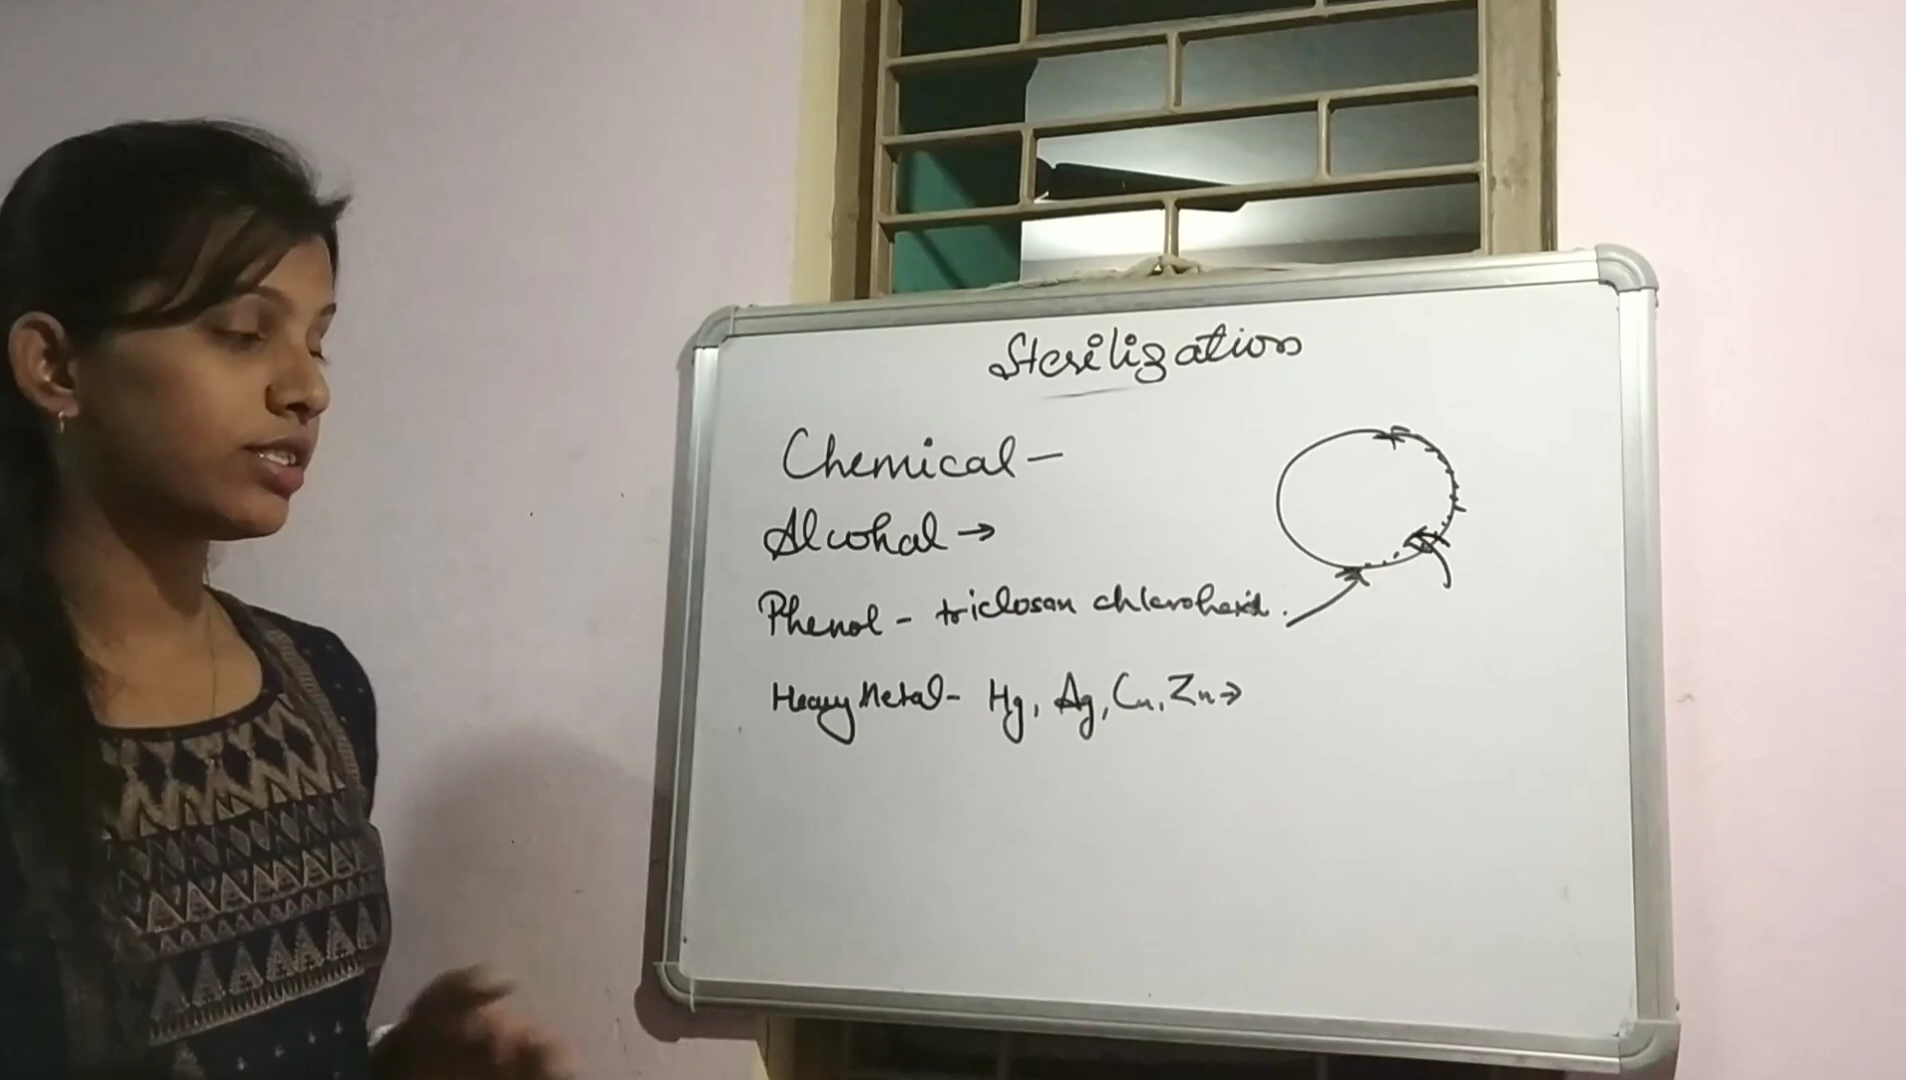 Sterilization
Chemical -
Alcohal →
Phenol - triclosan chlorohexid.
Heavy Metal - Hg, Ag, Cu, Zn →